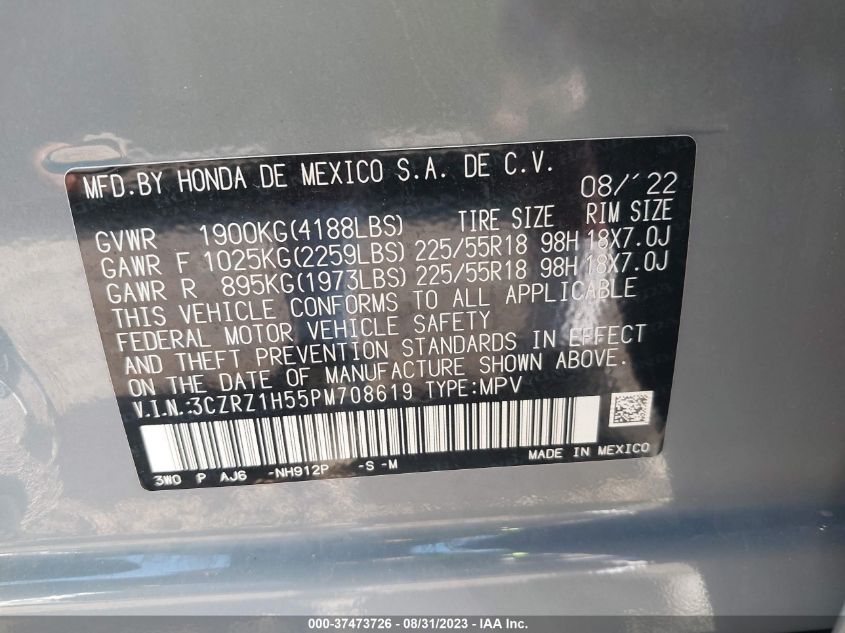 MFD.BY HONDA DE MEXICO S.A. DE C.V. 08/'22
GVWR 1900KG(4188LBS) TIRE SIZE RIM SIZE
GAWR F 1025KG(2259LBS) 225/55R18 98H 18X7.0J
GAWR R 895KG(1973LBS) 225/55R18 98H 18X7.0J
THIS VEHICLE CONFORMS TO ALL APPLICABLE
FEDERAL MOTOR VEHICLE SAFETY
AND THEFT PREVENTION STANDARDS IN EFFECT
ON THE DATE OF MANUFACTURE SHOWN ABOVE.
V.I.N.:3CZRZ1H55PM708619 TYPE:MPV
MADE IN MEXICO
3W0 P AJ6 -NH912P -S -M
000-37473726 - 08/31/2023 - IAA Inc.